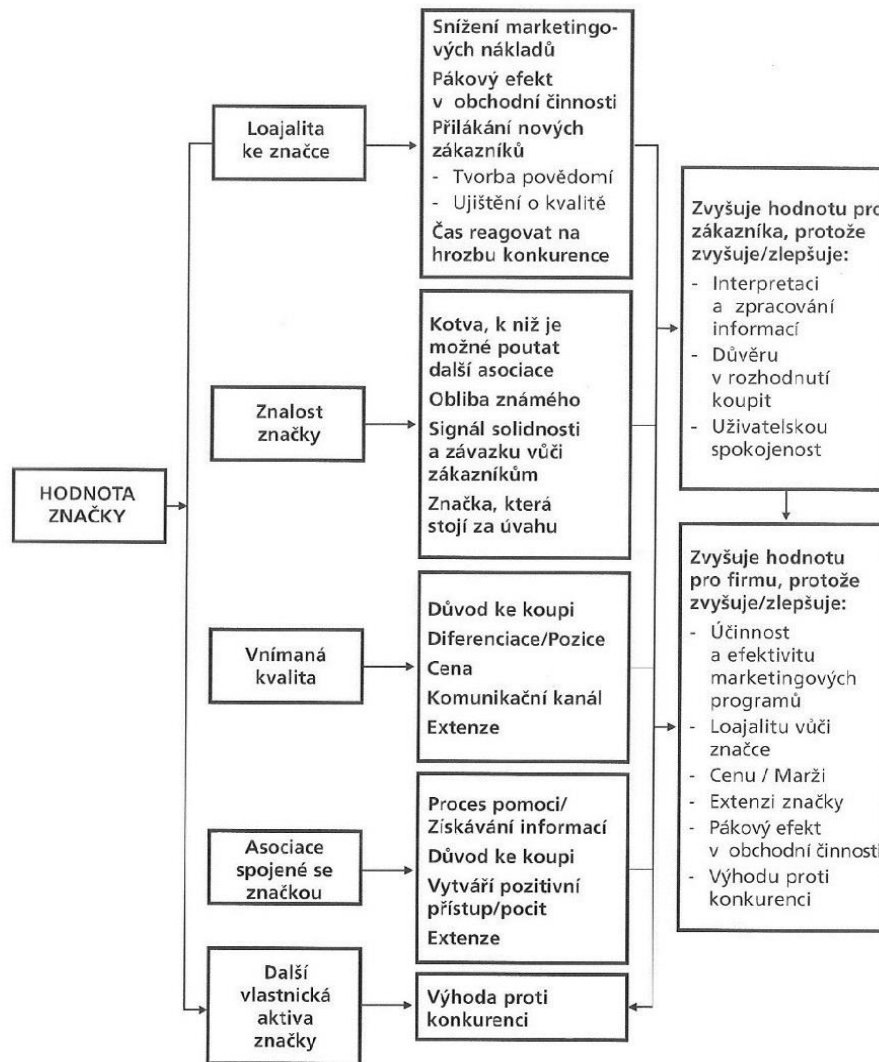 HODNOTA
ZNAČKY
Loajalita
ke značce
Snížení marketingo-
vých nákladů
Pákový efekt
v obchodní činnosti
Přilákání nových
zákazníků
- Tvorba povědomí
- Ujištění o kvalitě
Čas reagovat na
hrozbu konkurence
Znalost
značky
Kotva, k níž je
možné poutat
další asociace
Obliba známého
Signál solidnosti
a závazku vůči
zákazníkům
Značka, která
stojí za úvahu
Vnímaná
kvalita
Důvod ke koupi
Diferenciace/Pozice
Cena
Komunikační kanál
Extenze
Asociace
spojené se
značkou
Proces pomoci/
Získávání informací
Důvod ke koupi
Vytváří pozitivní
přístup/pocit
Extenze
Další
vlastnická
aktiva
značky
Výhoda proti
konkurenci
Zvyšuje hodnotu pro
zákazníka, protože
zvyšuje/zlepšuje:
- Interpretaci
a zpracování
informací
- Důvěru
v rozhodnutí
koupit
- Uživatelskou
spokojenost
Zvyšuje hodnotu
pro firmu, protože
zvyšuje/zlepšuje:
- Účinnost
a efektivitu
marketingových
programů
- Loajalitu vůči
značce
- Cenu / Marži
- Extenzi značky
- Pákový efekt
v obchodní činnosti
- Výhodu proti
konkurenci